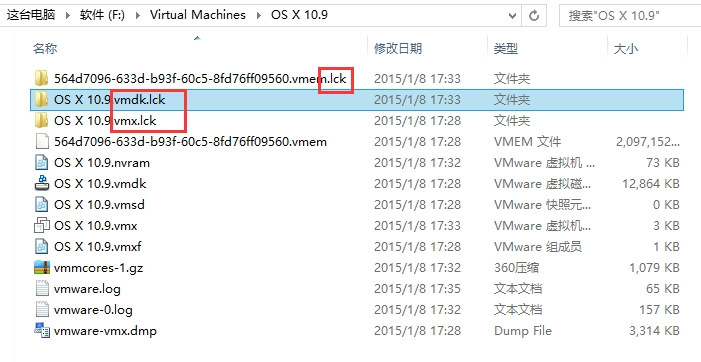 这台电脑 › 软件 (F:) › Virtual Machines › OS X 10.9 搜索"OS X 10.9"
名称 修改日期 类型 大小
564d7096-633d-b93f-60c5-8fd76ff09560.vmem.lck 2015/1/8 17:33 文件夹
OS X 10.9.vmdk.lck 2015/1/8 17:33 文件夹
OS X 10.9.vmx.lck 2015/1/8 17:28 文件夹
564d7096-633d-b93f-60c5-8fd76ff09560.vmem 2015/1/8 17:28 VMEM 文件 2,097,152...
OS X 10.9.nvram 2015/1/8 17:32 VMware 虚拟机 ... 73 KB
OS X 10.9.vmdk 2015/1/8 17:28 VMware 虚拟磁... 12,864 KB
OS X 10.9.vmsd 2015/1/8 17:28 VMware 快照元... 0 KB
OS X 10.9.vmx 2015/1/8 17:33 VMware 虚拟机... 3 KB
OS X 10.9.vmxf 2015/1/8 17:28 VMware 组成员 1 KB
vmmcores-1.gz 2015/1/8 17:32 360压缩 1,079 KB
vmware.log 2015/1/8 17:35 文本文档 65 KB
vmware-0.log 2015/1/8 17:32 文本文档 157 KB
vmware-vmx.dmp 2015/1/8 17:32 Dump File 3,314 KB